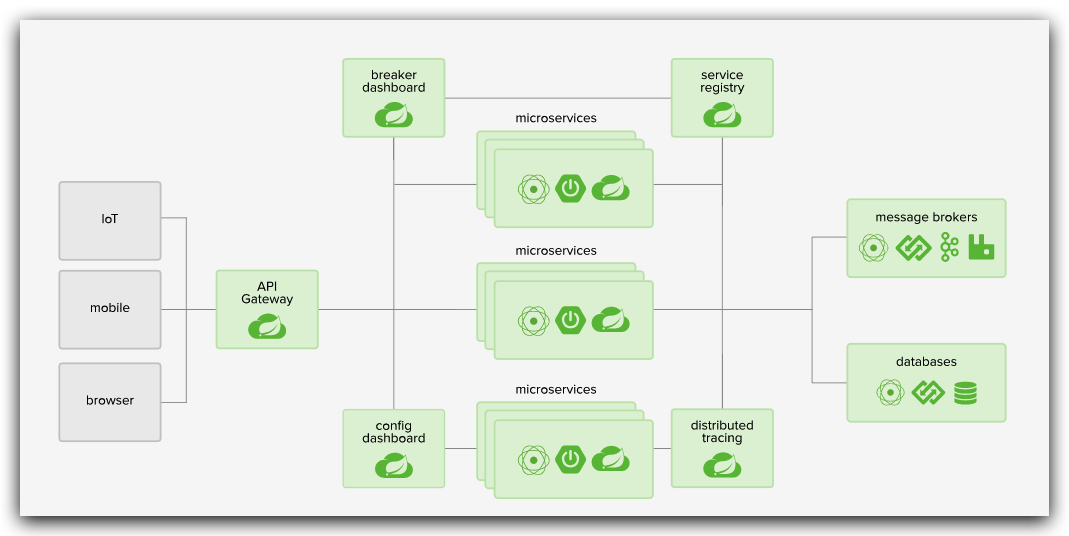 breaker
dashboard
service
registry
microservices
IoT
mobile
browser
API
Gateway
microservices
message brokers
databases
microservices
config
dashboard
distributed
tracing